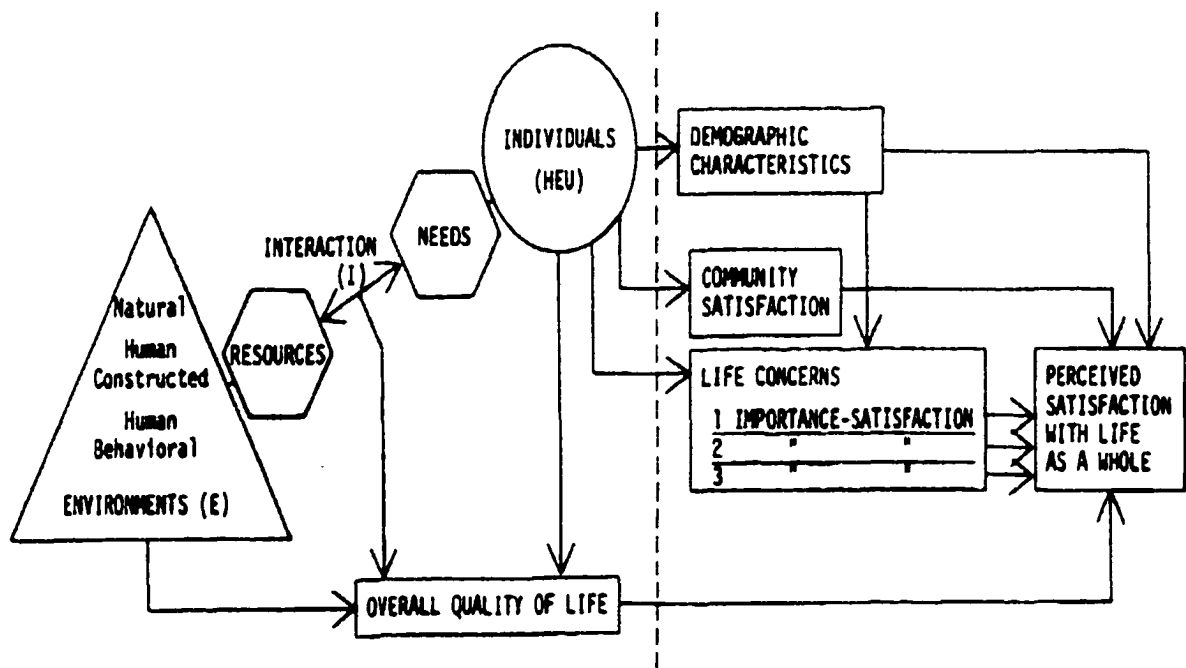 INDIVIDUALS
(HEU)
DEMOGRAPHIC
CHARACTERISTICS
NEEDS
INTERACTION
(I)
COMMUNITY
SATISFACTION
Natural
Human
Constructed
Human
Behavioral
ENVIRONMENTS (E)
RESOURCES
LIFE CONCERNS
1 IMPORTANCE-SATISFACTION
2 " "
3 " "
PERCEIVED
SATISFACTION
WITH LIFE
AS A WHOLE
OVERALL QUALITY OF LIFE